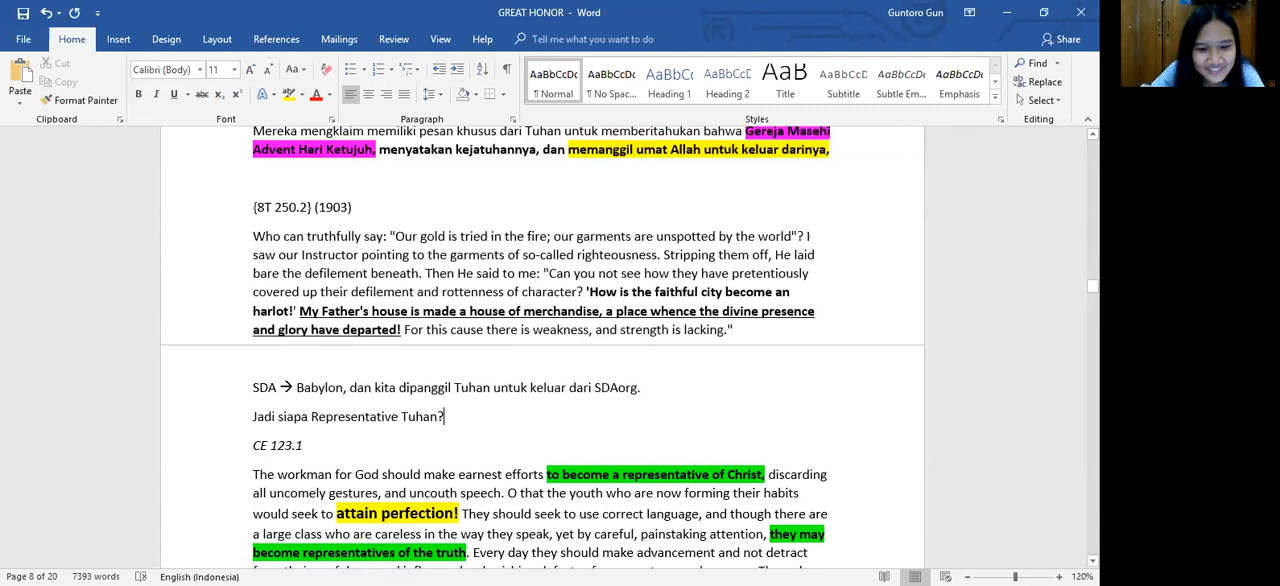 GREAT HONOR - Word
Guntoro Gun
File Home Insert Design Layout References Mailings Review View Help Tell me what you want to do Share
Paste
Cut
Copy
Format Painter
Clipboard
Calibri (Body) 11
Font
Paragraph
AaBbCcDc AaBbCcDc AaBbCc AaBbCcD AaB AaBbCcD AaBbCcDc AaBbCcDc
¶ Normal ¶ No Spac... Heading 1 Heading 2 Title Subtitle Subtle Em... Emphasis
Styles
Find
Replace
Select
Editing
Mereka mengklaim memiliki pesan khusus dari Tuhan untuk memberitahukan bahwa Gereja Masehi
Advent Hari Ketujuh, menyatakan kejatuhannya, dan memanggil umat Allah untuk keluar darinya,
{8T 250.2} (1903)
Who can truthfully say: "Our gold is tried in the fire; our garments are unspotted by the world"? I
saw our Instructor pointing to the garments of so-called righteousness. Stripping them off, He laid
bare the defilement beneath. Then He said to me: "Can you not see how they have pretentiously
covered up their defilement and rottenness of character? 'How is the faithful city become an
harlot!' My Father's house is made a house of merchandise, a place whence the divine presence
and glory have departed! For this cause there is weakness, and strength is lacking."
SDA → Babylon, dan kita dipanggil Tuhan untuk keluar dari SDAorg.
Jadi siapa Representative Tuhan?
CE 123.1
The workman for God should make earnest efforts to become a representative of Christ, discarding
all uncomely gestures, and uncouth speech. O that the youth who are now forming their habits
would seek to attain perfection! They should seek to use correct language, and though there are
a large class who are careless in the way they speak, yet by careful, painstaking attention, they may
become representatives of the truth. Every day they should make advancement and not detract
Page 8 of 20 7393 words English (Indonesia) 120%